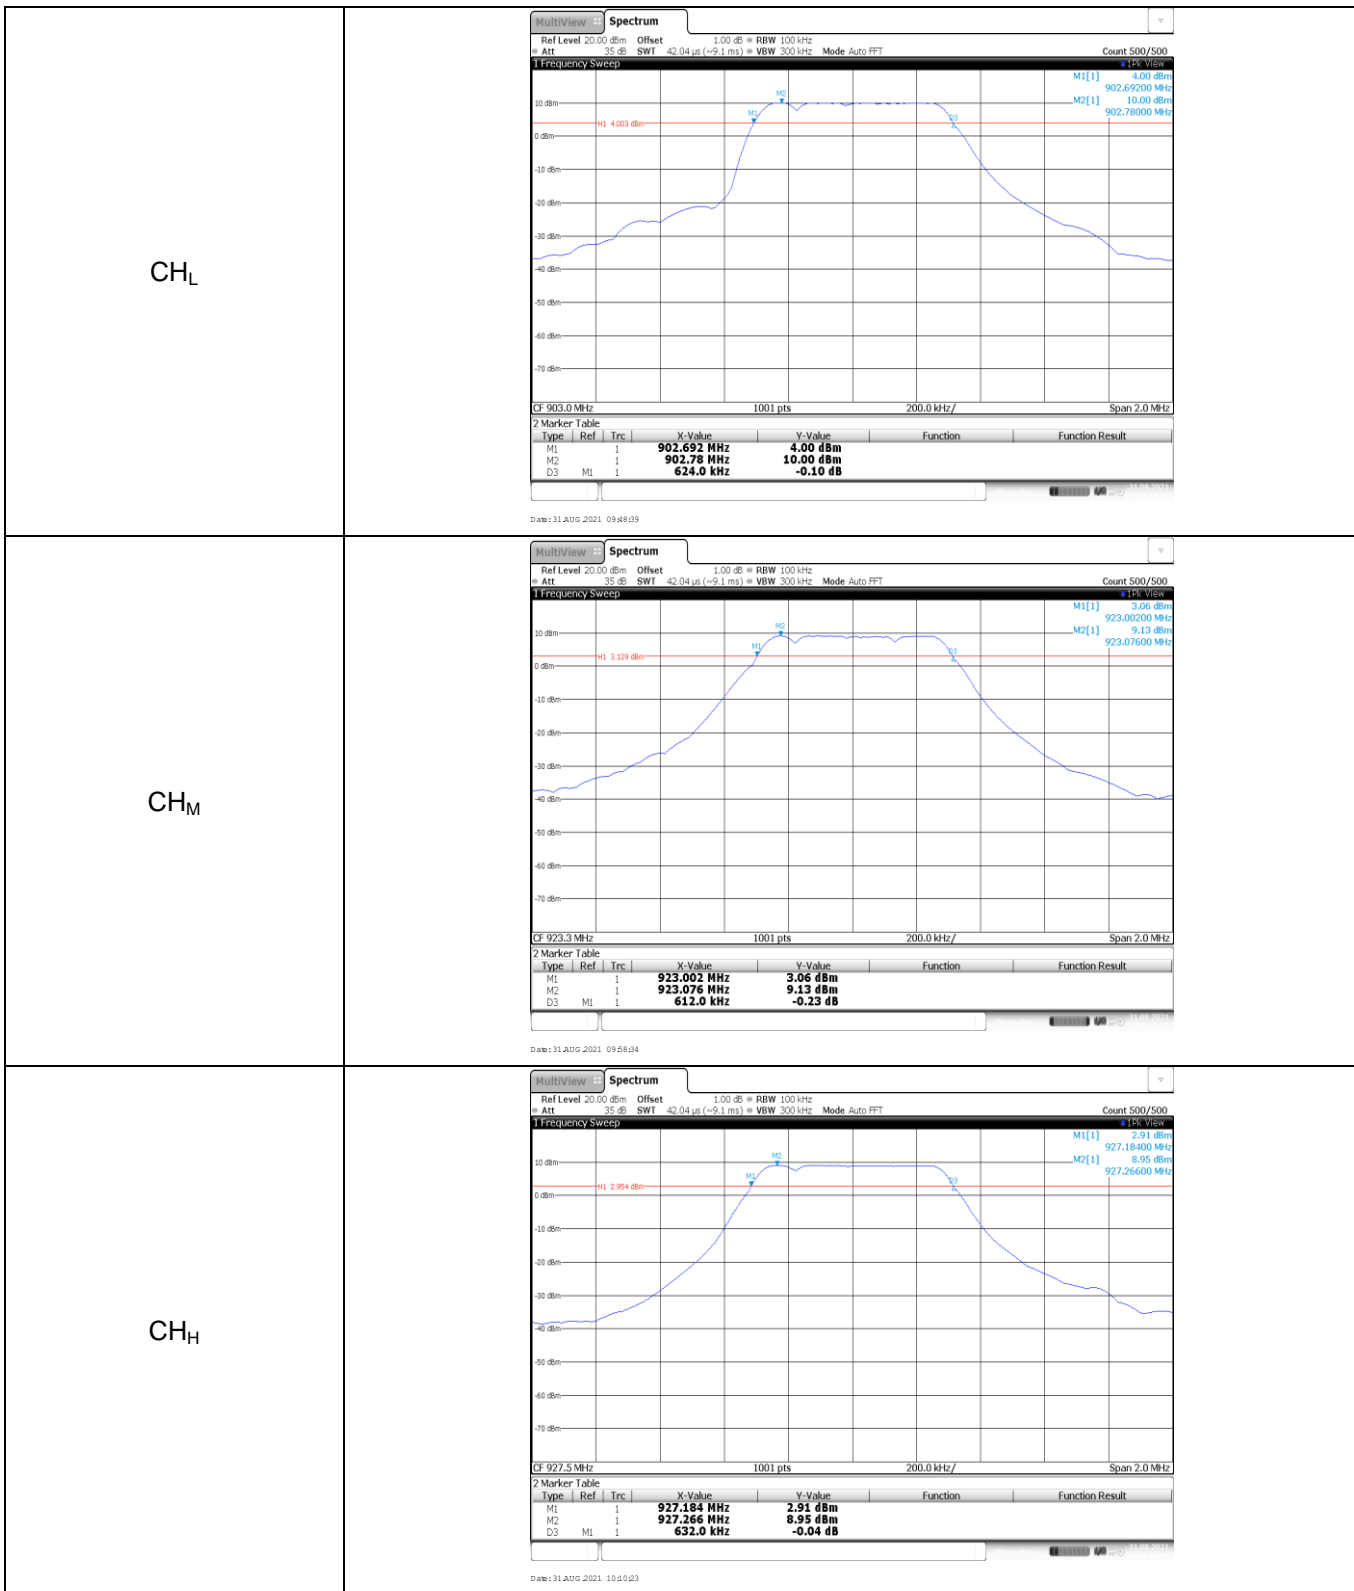 CHL
MultiView Spectrum
Ref Level 20.00 dBm Offset 1.00 dB RBW 100 kHz
Att 35 dB SWT 42.04 µs (~9.1 ms) VBW 300 kHz Mode Auto FFT Count 500/500
1 Frequency Sweep 1Pk View
M1[1] 4.00 dBm
902.69200 MHz
M2[1] 10.00 dBm
902.78000 MHz
M2
10 dBm
M1 D3
H1 4.003 dBm
0 dBm
-10 dBm
-20 dBm
-30 dBm
-40 dBm
-50 dBm
-60 dBm
-70 dBm
CF 903.0 MHz 1001 pts 200.0 kHz/ Span 2.0 MHz
2 Marker Table
Type Ref Trc X-Value Y-Value Function Function Result
M1 1 902.692 MHz 4.00 dBm
M2 1 902.78 MHz 10.00 dBm
D3 M1 1 624.0 kHz -0.10 dB
31.08.2021
Date: 31.AUG.2021 09:48:39
CHM
MultiView Spectrum
Ref Level 20.00 dBm Offset 1.00 dB RBW 100 kHz
Att 35 dB SWT 42.04 µs (~9.1 ms) VBW 300 kHz Mode Auto FFT Count 500/500
1 Frequency Sweep 1Pk View
M1[1] 3.06 dBm
923.00200 MHz
M2[1] 9.13 dBm
923.07600 MHz
M2
10 dBm
M1 D3
H1 3.129 dBm
0 dBm
-10 dBm
-20 dBm
-30 dBm
-40 dBm
-50 dBm
-60 dBm
-70 dBm
CF 923.3 MHz 1001 pts 200.0 kHz/ Span 2.0 MHz
2 Marker Table
Type Ref Trc X-Value Y-Value Function Function Result
M1 1 923.002 MHz 3.06 dBm
M2 1 923.076 MHz 9.13 dBm
D3 M1 1 612.0 kHz -0.23 dB
31.08.2021
Date: 31.AUG.2021 09:58:34
CHH
MultiView Spectrum
Ref Level 20.00 dBm Offset 1.00 dB RBW 100 kHz
Att 35 dB SWT 42.04 µs (~9.1 ms) VBW 300 kHz Mode Auto FFT Count 500/500
1 Frequency Sweep 1Pk View
M1[1] 2.91 dBm
927.18400 MHz
M2[1] 8.95 dBm
927.26600 MHz
M2
10 dBm
M1 D3
H1 2.954 dBm
0 dBm
-10 dBm
-20 dBm
-30 dBm
-40 dBm
-50 dBm
-60 dBm
-70 dBm
CF 927.5 MHz 1001 pts 200.0 kHz/ Span 2.0 MHz
2 Marker Table
Type Ref Trc X-Value Y-Value Function Function Result
M1 1 927.184 MHz 2.91 dBm
M2 1 927.266 MHz 8.95 dBm
D3 M1 1 632.0 kHz -0.04 dB
31.08.2021
Date: 31.AUG.2021 10:10:23